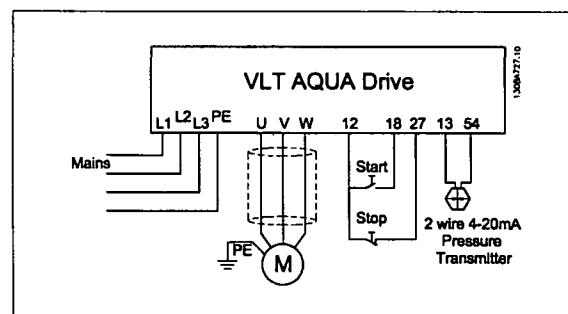 VLT AQUA Drive
130BA727.10
L1 L2 L3 PE U V W 12 18 27 13 54
Mains
Start
Stop
PE
M
2 wire 4-20mA
Pressure
Transmitter